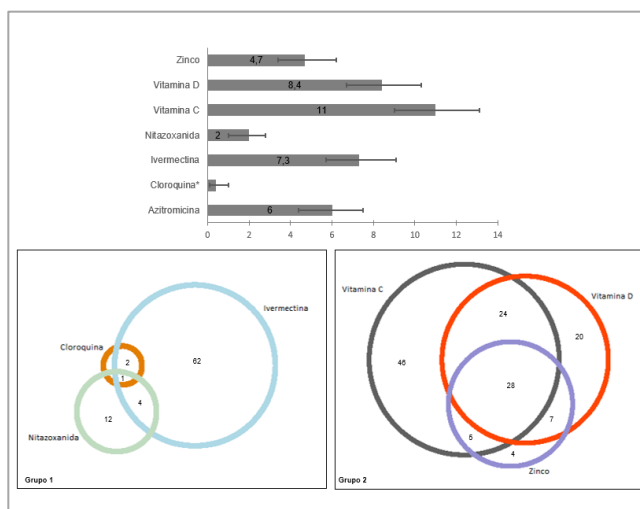 Zinco
4,7
Vitamina D
8,4
Vitamina C
11
Nitazoxanida
2
Ivermectina
7,3
Cloroquina*
Azitromicina
6
0 2 4 6 8 10 12 14
Ivermectina
Cloroquina
2
62
1
4
12
Nitazoxanida
Grupo 1
Vitamina C
Vitamina D
24
20
46
28
7
5
4
Zinco
Grupo 2